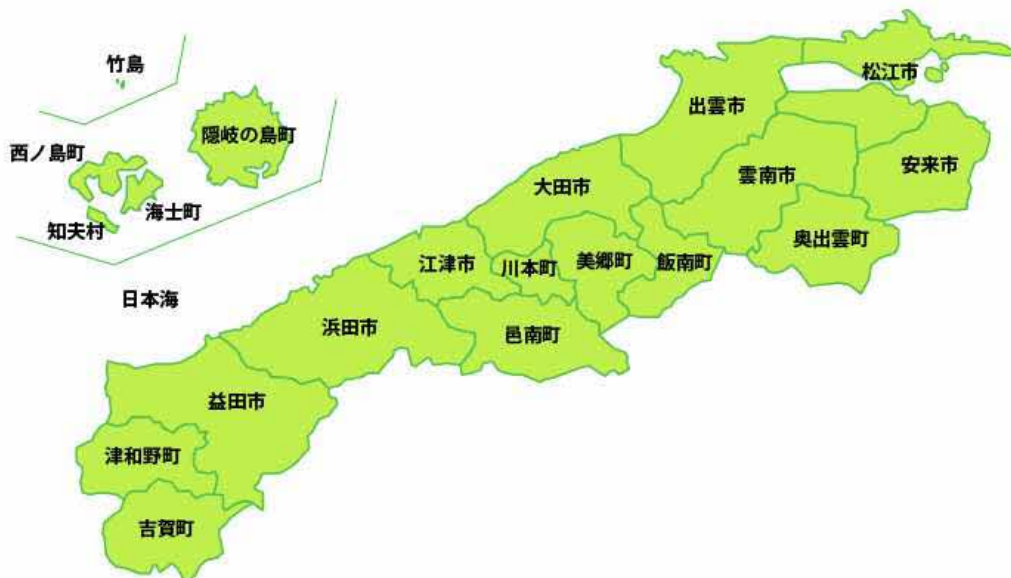 竹島
松江市
出雲市
隠岐の島町
西ノ島町
雲南市
安来市
大田市
海士町
知夫村
奥出雲町
江津市
川本町
美郷町
飯南町
日本海
浜田市
邑南町
益田市
津和野町
吉賀町